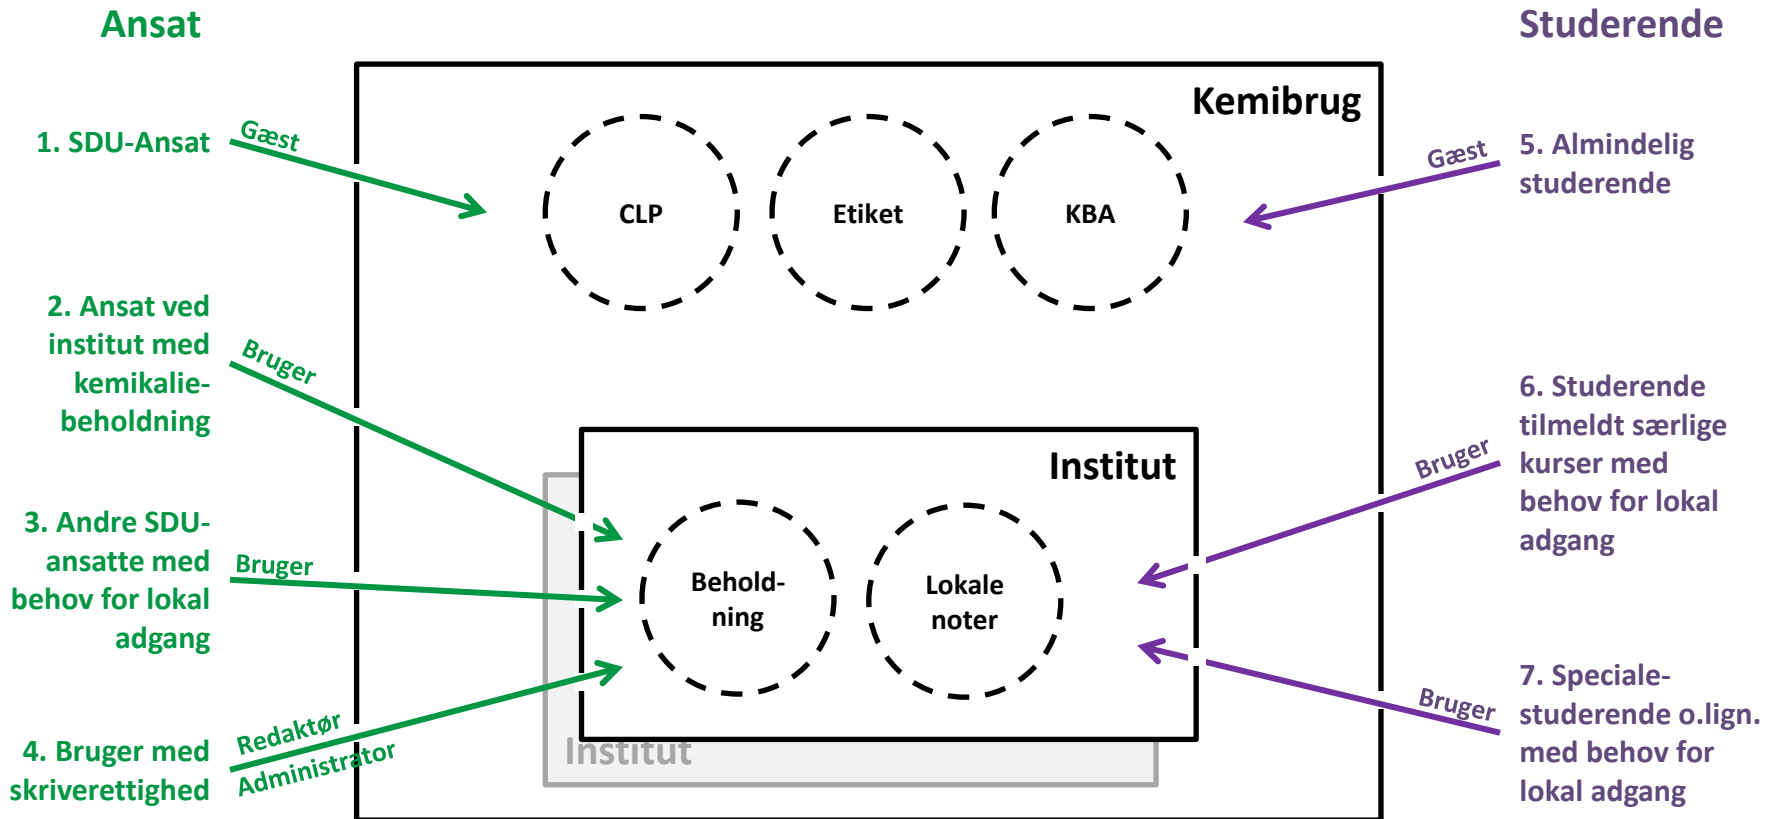 Ansat
Studerende
Kemibrug
1. SDU-Ansat
Gæst
CLP
Etiket
KBA
Gæst
5. Almindelig
studerende
2. Ansat ved
institut med
kemikalie-
beholdning
Bruger
Institut
6. Studerende
tilmeldt særlige
kurser med
behov for lokal
adgang
Bruger
3. Andre SDU-
ansatte med
behov for lokal
adgang
Bruger
Behold-
ning
Lokale
noter
4. Bruger med
skriverettighed
Redaktør
Administrator
Institut
Bruger
7. Speciale-
studerende o.lign.
med behov for
lokal adgang